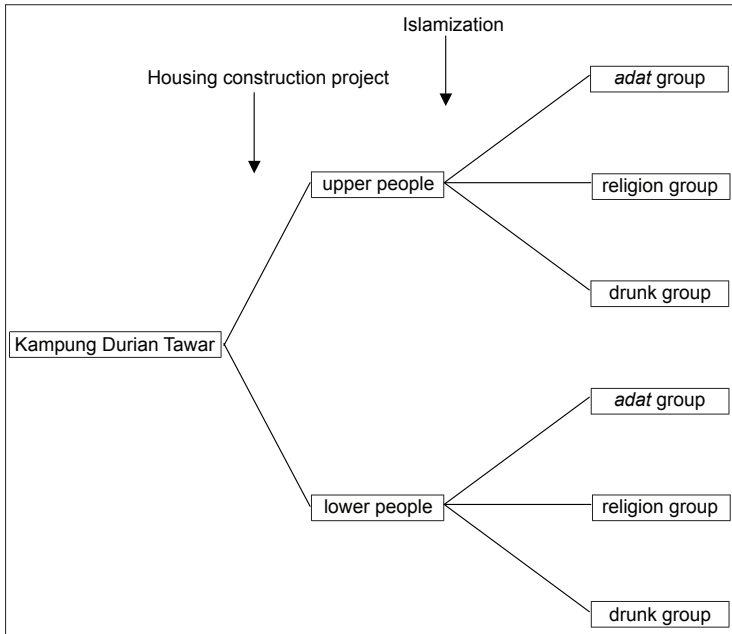 Islamization
Housing construction project
adat group
upper people
religion group
drunk group
Kampung Durian Tawar
adat group
lower people
religion group
drunk group